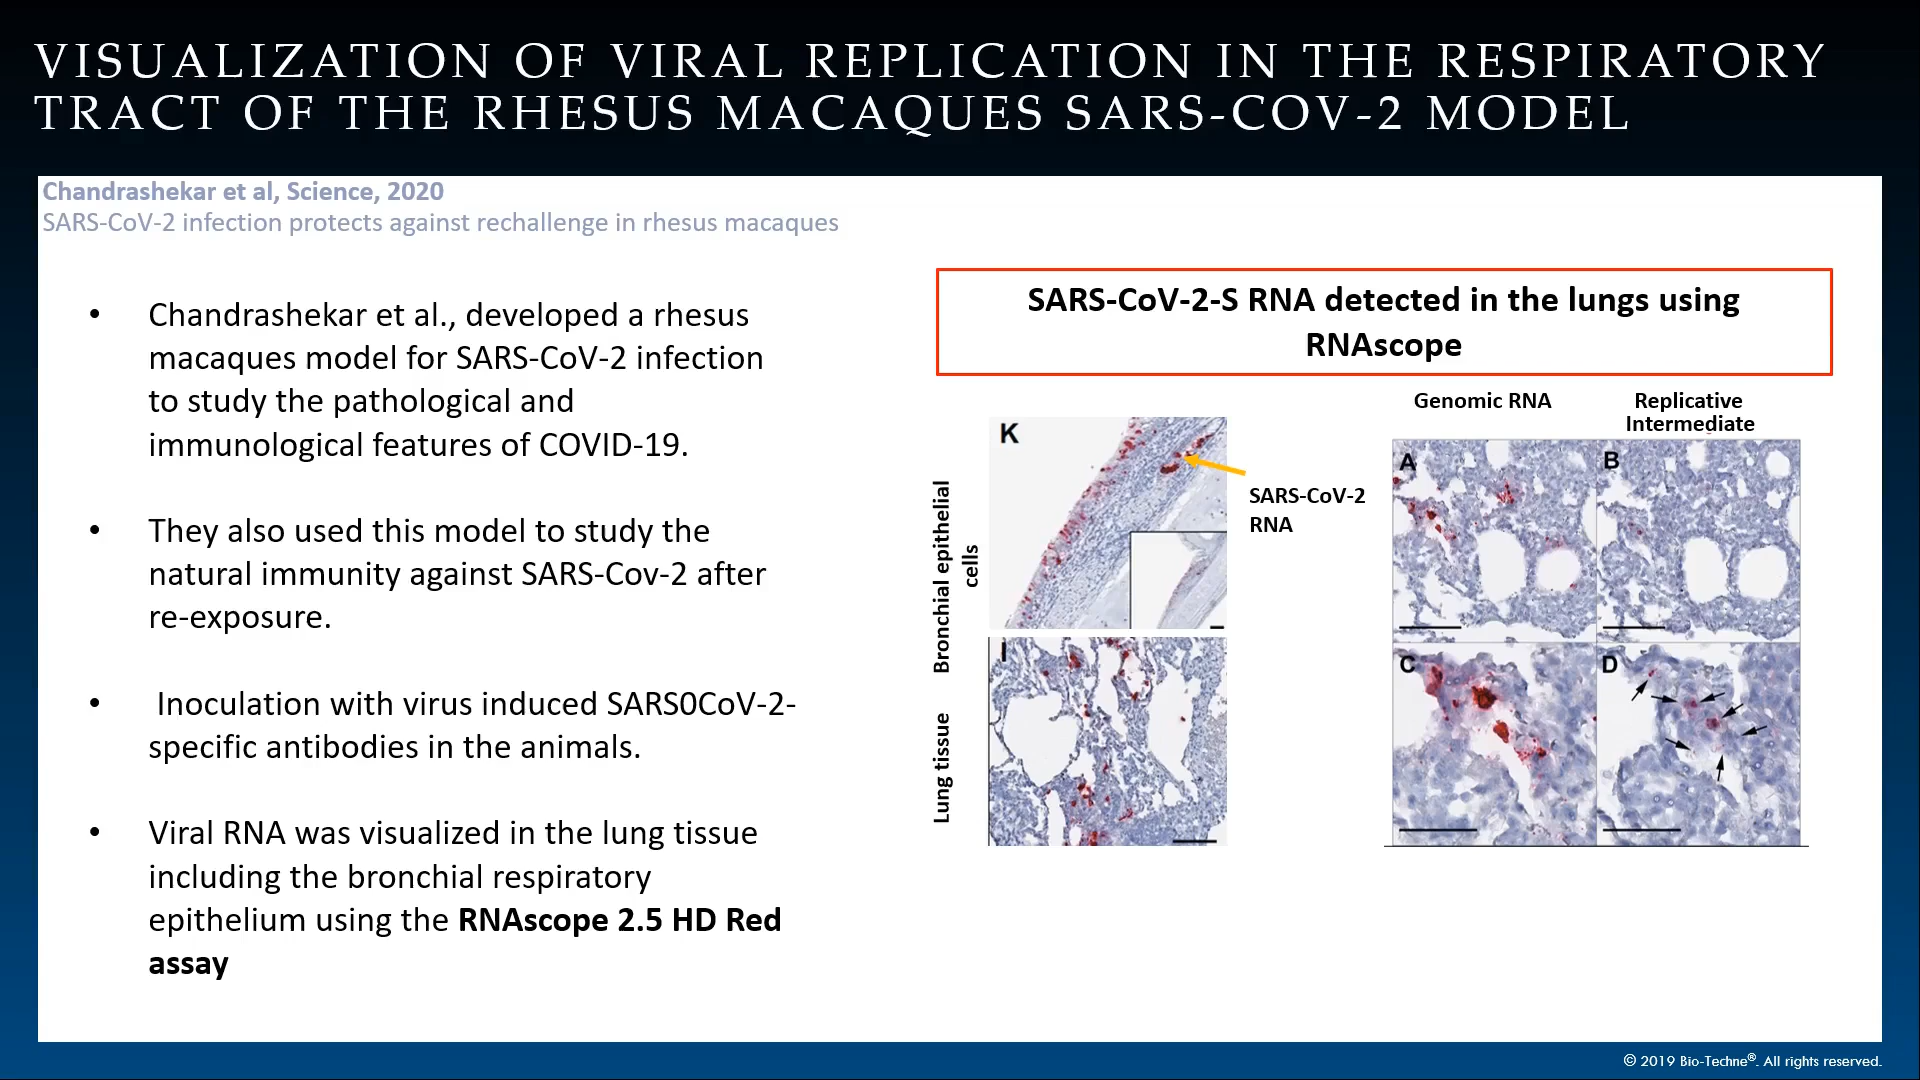 VISUALIZATION OF VIRAL REPLICATION IN THE RESPIRATORY
TRACT OF THE RHESUS MACAQUES SARS-COV-2 MODEL
Chandrashekar et al, Science, 2020
SARS-CoV-2 infection protects against rechallenge in rhesus macaques
• Chandrashekar et al., developed a rhesus
macaques model for SARS-CoV-2 infection
to study the pathological and
immunological features of COVID-19.
• They also used this model to study the
natural immunity against SARS-Cov-2 after
re-exposure.
• Inoculation with virus induced SARS0CoV-2-
specific antibodies in the animals.
• Viral RNA was visualized in the lung tissue
including the bronchial respiratory
epithelium using the RNAscope 2.5 HD Red
assay
SARS-CoV-2-S RNA detected in the lungs using
RNAscope
Bronchial epithelial
cells
Lung tissue
K
I
SARS-CoV-2
RNA
Genomic RNA
Replicative
Intermediate
A
B
C
D
© 2019 Bio-Techne®. All rights reserved.